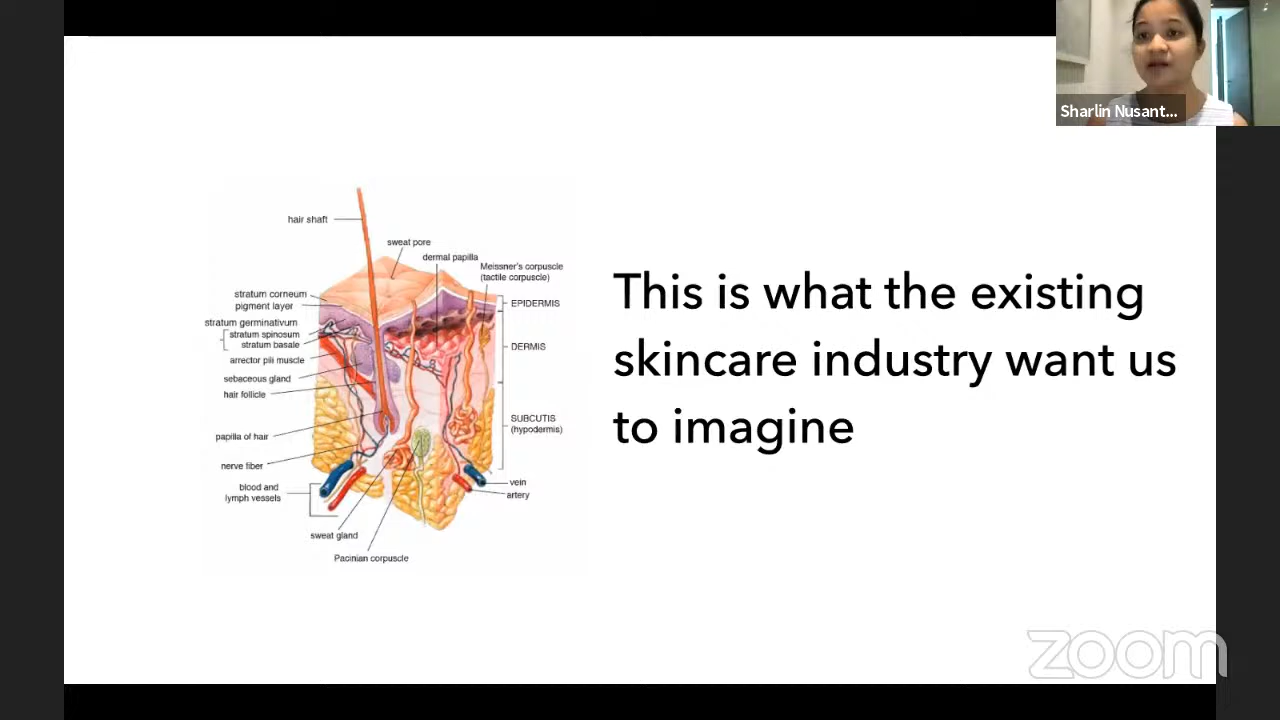 Sharlin Nusant...
hair shaft
sweat pore
dermal papilla
Meissner's corpuscle
(tactile corpuscle)
stratum corneum
pigment layer
stratum germinativum
stratum spinosum
stratum basale
arrector pili muscle
sebaceous gland
hair follicle
papilla of hair
nerve fiber
blood and
lymph vessels
sweat gland
Pacinian corpuscle
EPIDERMIS
DERMIS
SUBCUTIS
(hypodermis)
vein
artery
This is what the existing
skincare industry want us
to imagine
zoom